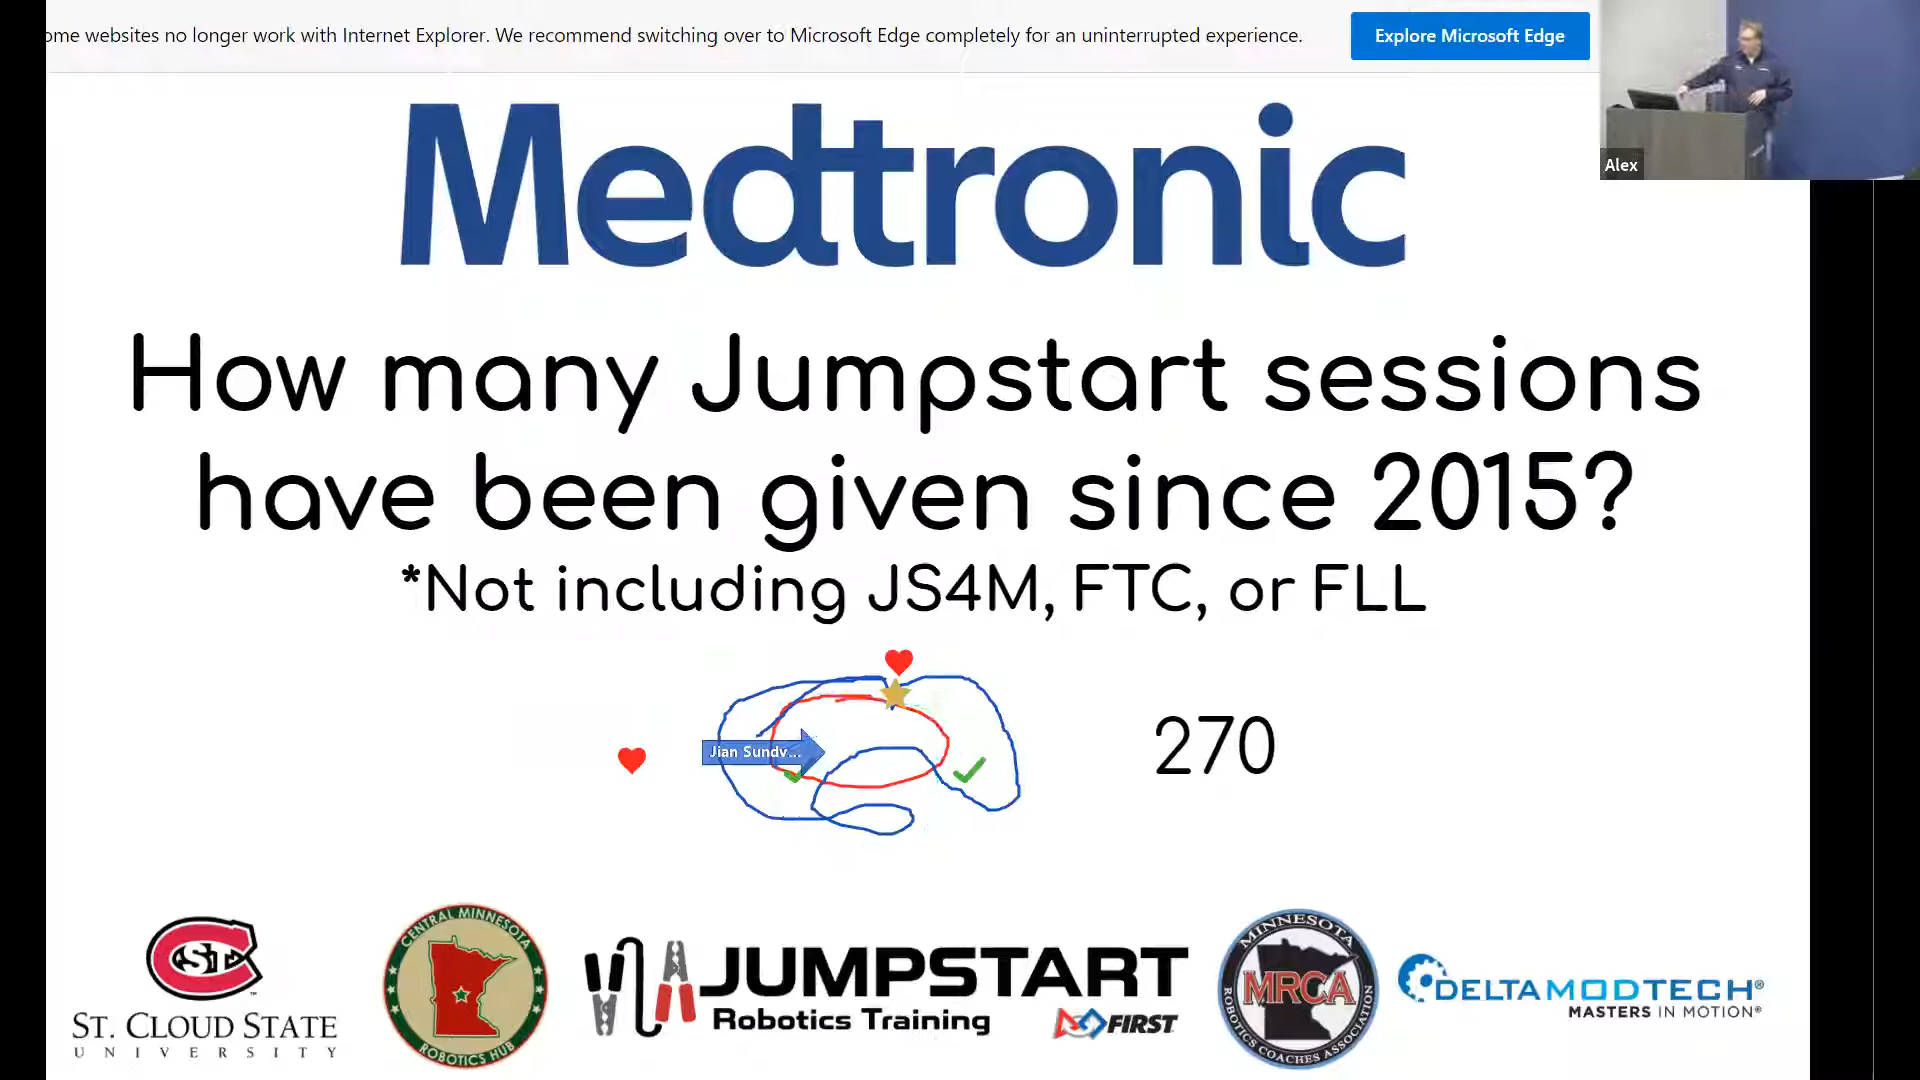 ome websites no longer work with Internet Explorer. We recommend switching over to Microsoft Edge completely for an uninterrupted experience.
Explore Microsoft Edge
Alex
Medtronic
How many Jumpstart sessions
have been given since 2015?
*Not including JS4M, FTC, or FLL
Jian Sundv...
270
ST. CLOUD STATE
UNIVERSITY
CENTRAL MINNESOTA
ROBOTICS HUB
JUMPSTART
Robotics Training
FIRST
MINNESOTA
MRCA
ROBOTICS COACHES ASSOCIATION
DELTAMODTECH®
MASTERS IN MOTION®